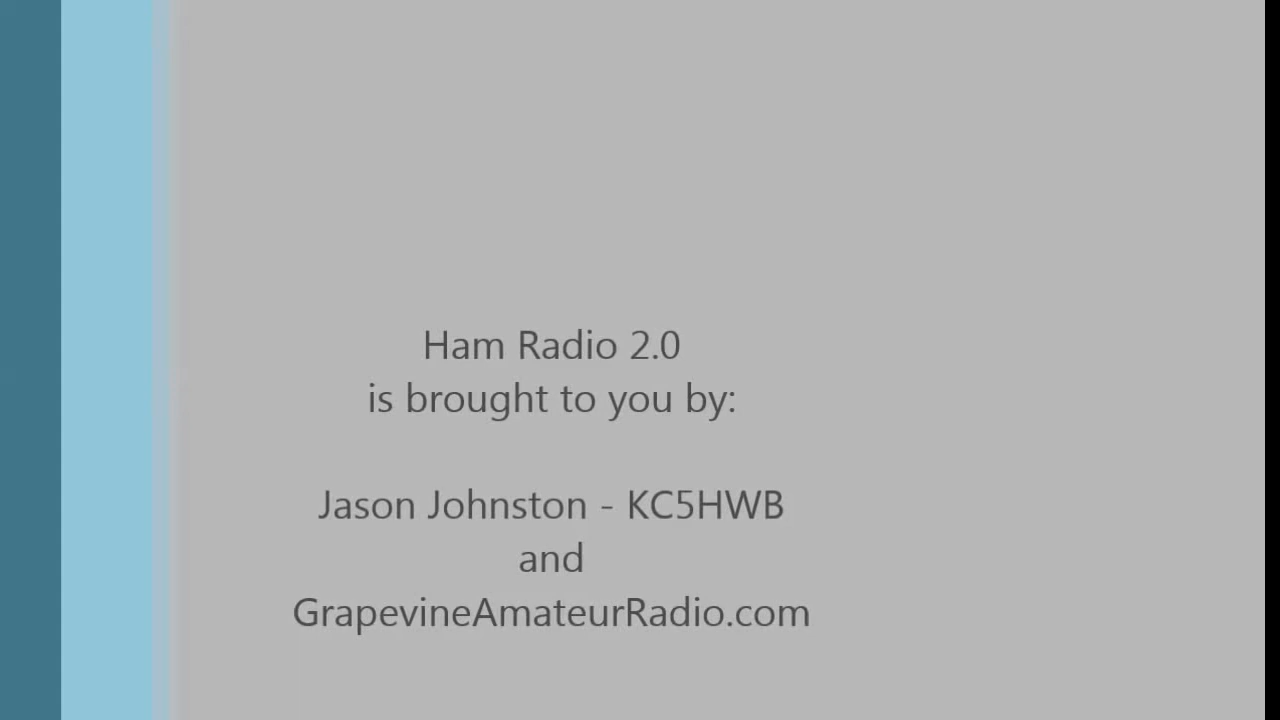 Ham Radio 2.0
is brought to you by:
Jason Johnston - KC5HWB
and
GrapevineAmateurRadio.com